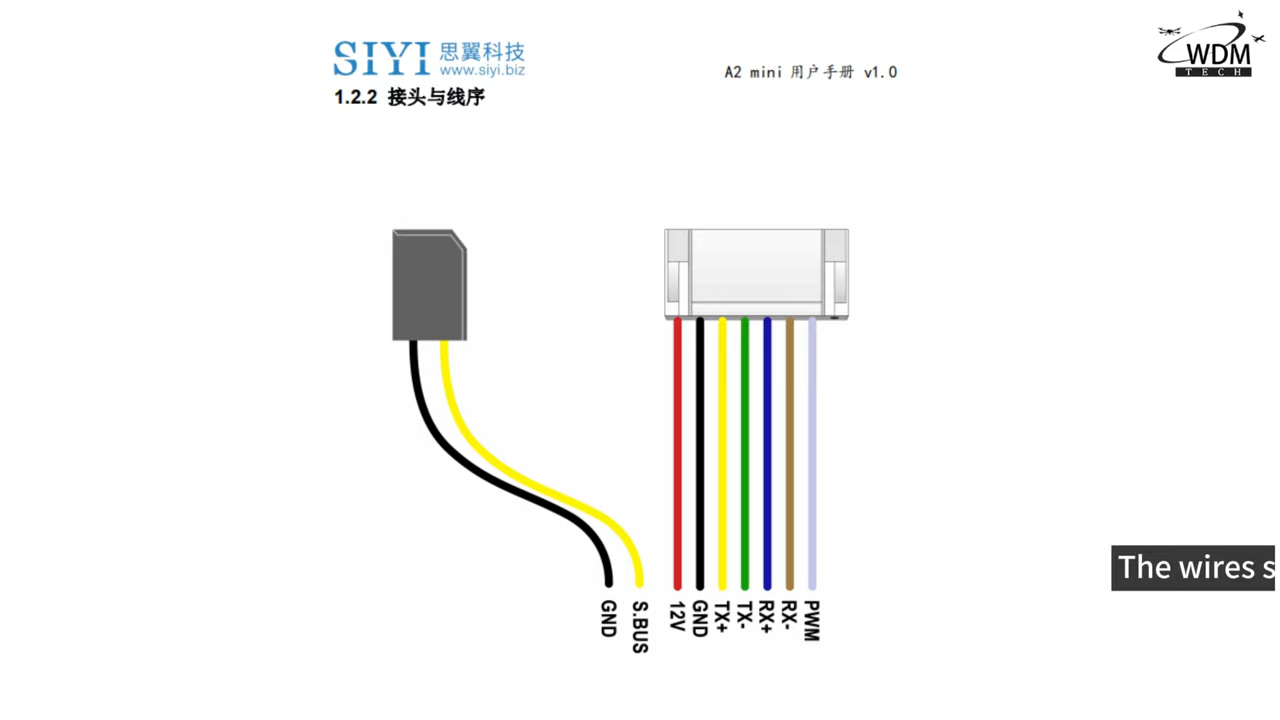 SIYI 思翼科技
www.siyi.biz
A2 mini 用户手册 v1.0
WDM
TECH
1.2.2 接头与线序
The wires s
GND
S.BUS
12V
GND
TX+
TX-
RX+
RX-
PWM